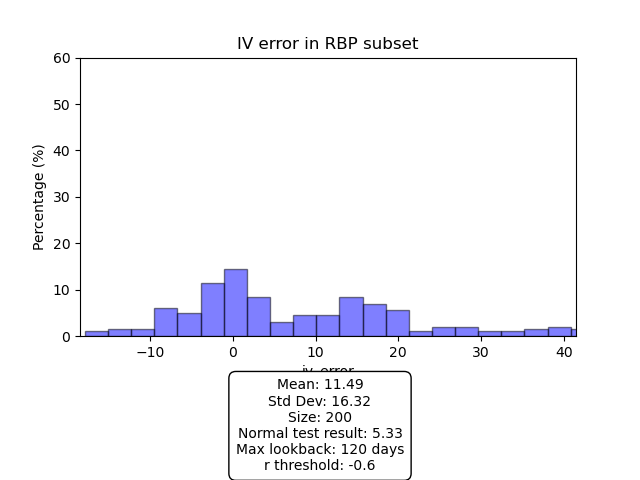 IV error in RBP subset
60
50
40
30
20
10
0
Percentage (%)
−10
0
10
20
30
40
iv_error
Mean: 11.49
Std Dev: 16.32
Size: 200
Normal test result: 5.33
Max lookback: 120 days
r threshold: -0.6